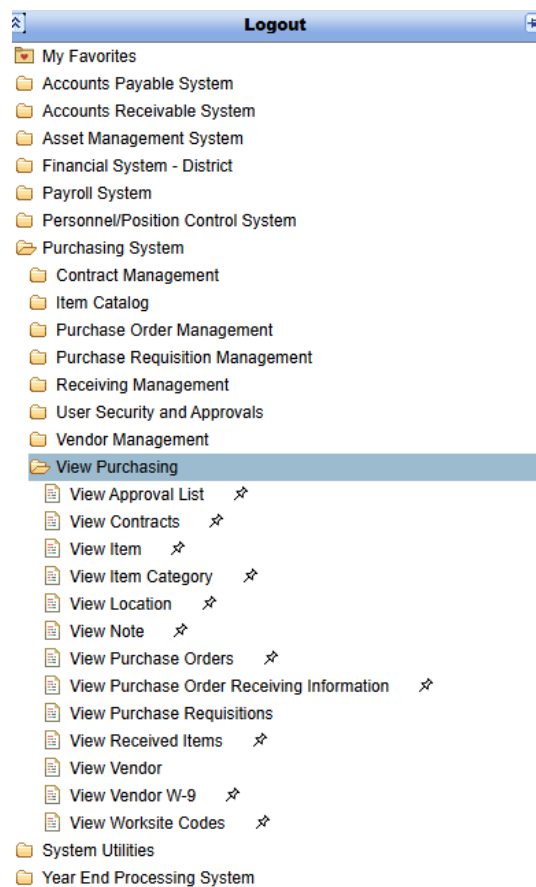 Logout
My Favorites
Accounts Payable System
Accounts Receivable System
Asset Management System
Financial System - District
Payroll System
Personnel/Position Control System
Purchasing System
Contract Management
Item Catalog
Purchase Order Management
Purchase Requisition Management
Receiving Management
User Security and Approvals
Vendor Management
View Purchasing
View Approval List
View Contracts
View Item
View Item Category
View Location
View Note
View Purchase Orders
View Purchase Order Receiving Information
View Purchase Requisitions
View Received Items
View Vendor
View Vendor W-9
View Worksite Codes
System Utilities
Year End Processing System